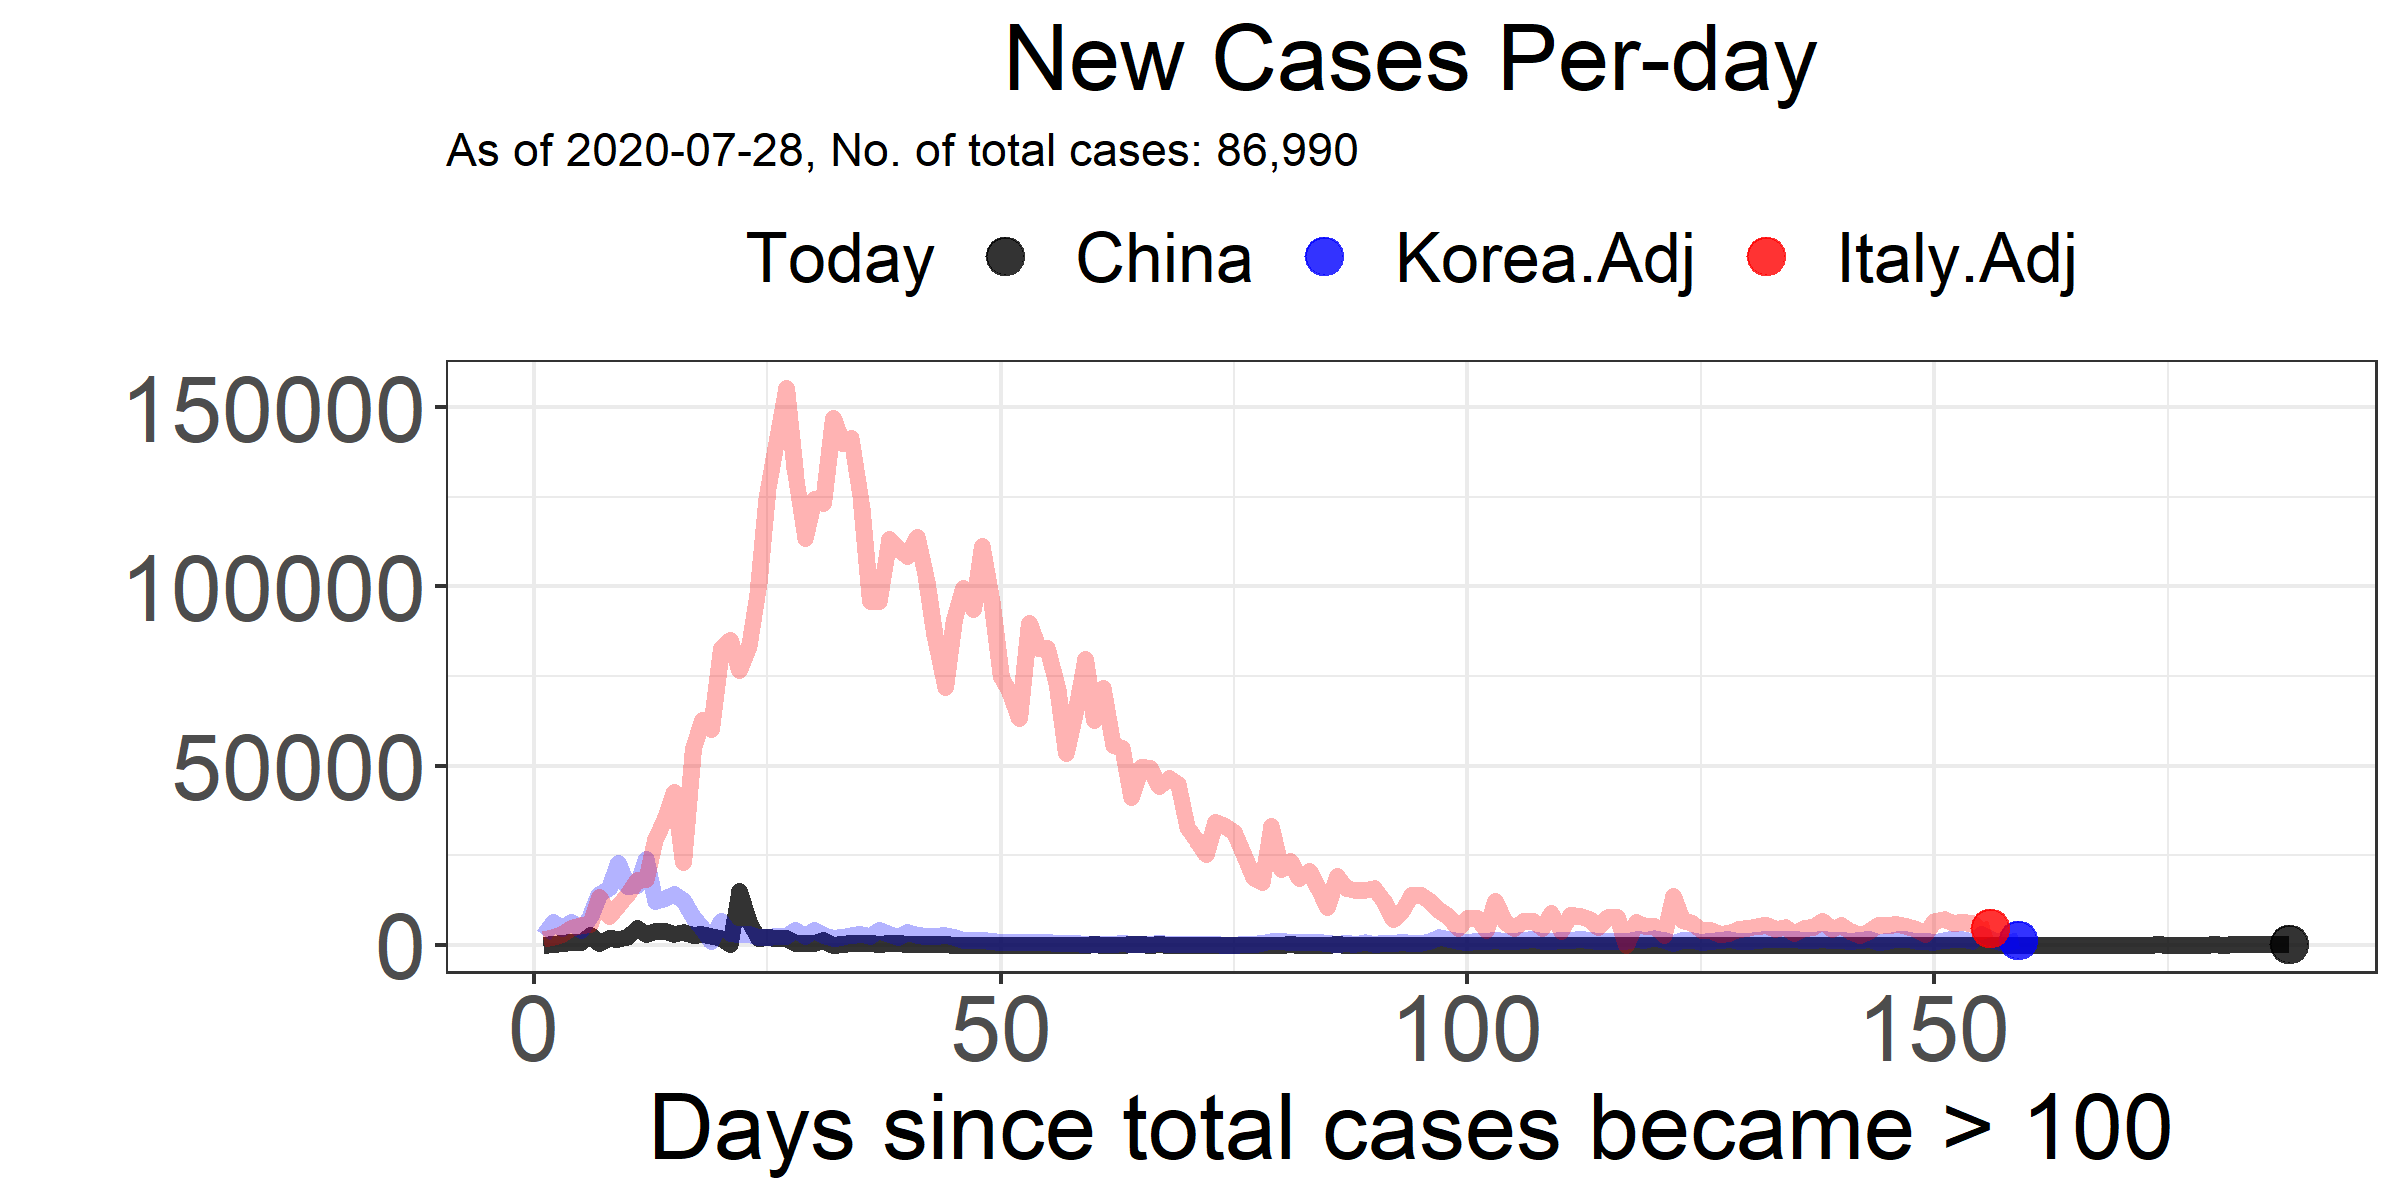 New Cases Per-day
As of 2020-07-28, No. of total cases: 86,990
Today China Korea.Adj Italy.Adj
150000
100000
50000
0
0 50 100 150
Days since total cases became > 100